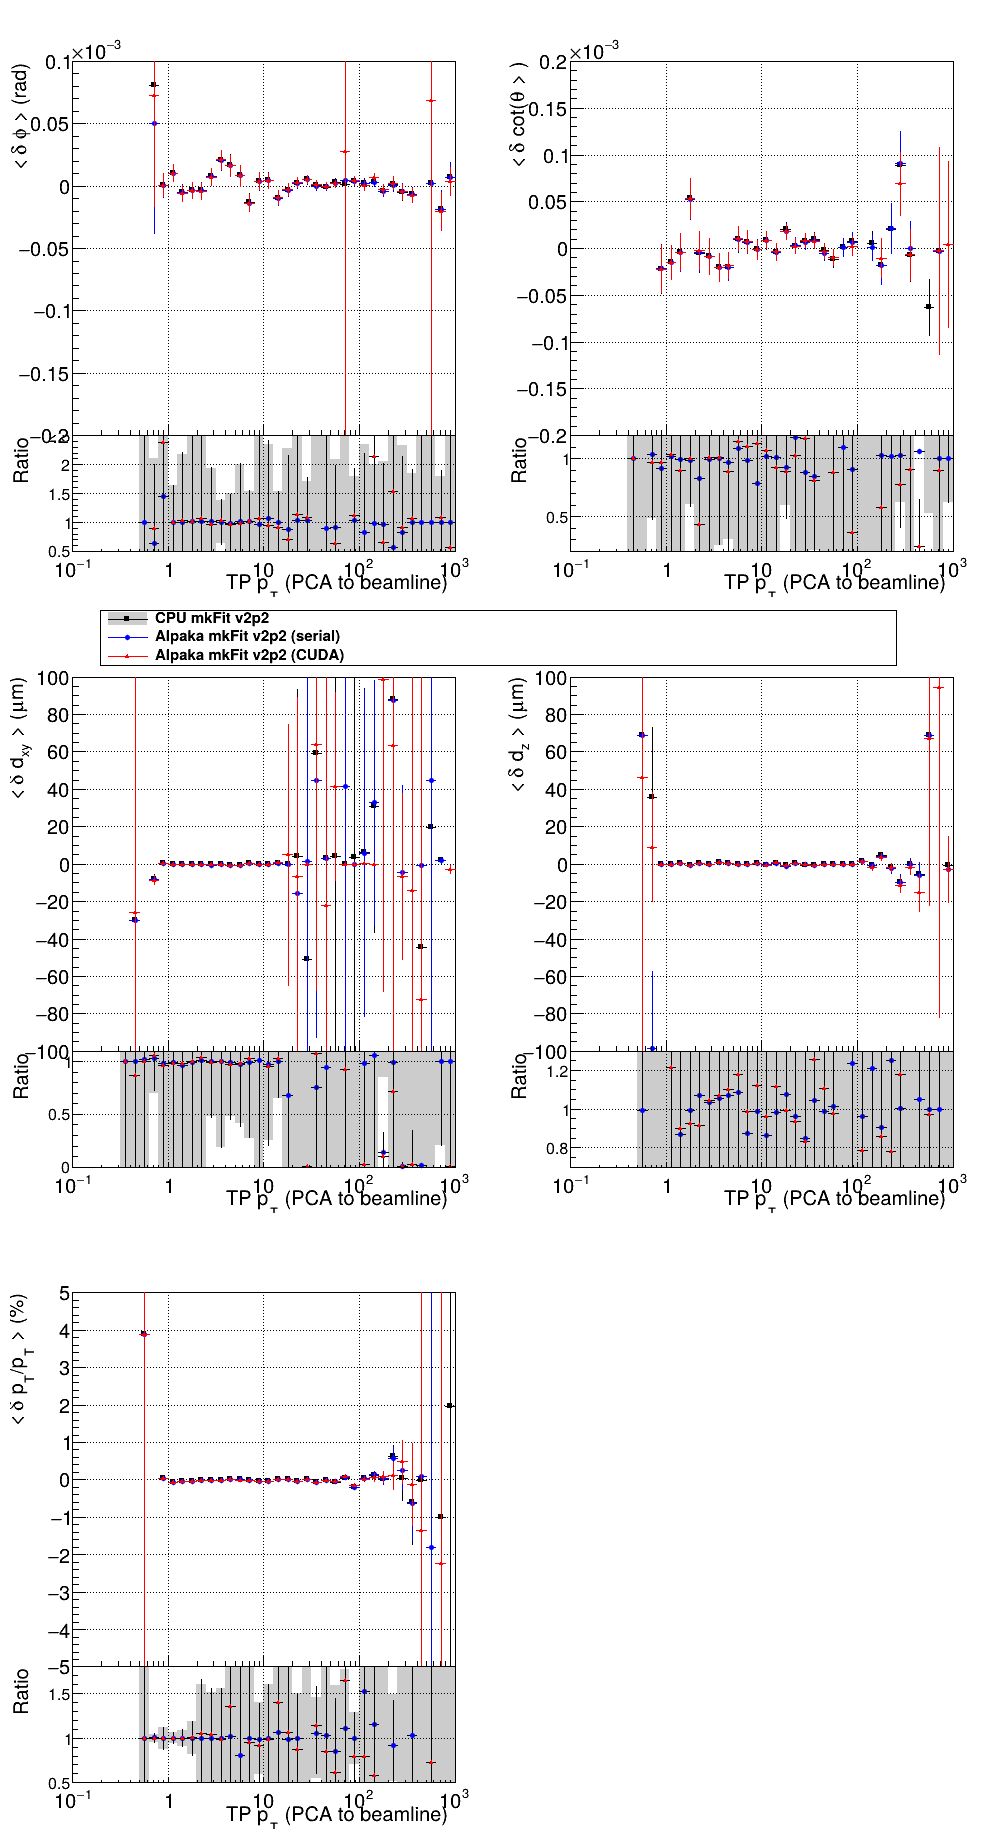 ×10⁻³
< δ φ > (rad)
0.1
0.05
0
−0.05
−0.1
−0.15
−0.2
Ratio
2
1.5
1
0.5
10⁻¹ 1 10 10² 10³
TP p_T (PCA to beamline)
×10⁻³
< δ cot(θ > )
0.2
0.15
0.1
0.05
0
−0.05
−0.1
−0.15
−0.2
Ratio
1
0.5
10⁻¹ 1 10 10² 10³
TP p_T (PCA to beamline)
CPU mkFit v2p2
Alpaka mkFit v2p2 (serial)
Alpaka mkFit v2p2 (CUDA)
< δ d_xy > (μm)
100
80
60
40
20
0
−20
−40
−60
−80
−100
Ratio
0.5
0
10⁻¹ 1 10 10² 10³
TP p_T (PCA to beamline)
< δ d_z > (μm)
100
80
60
40
20
0
−20
−40
−60
−80
−100
Ratio
1.2
1
0.8
10⁻¹ 1 10 10² 10³
TP p_T (PCA to beamline)
< δ p_T/p_T > (%)
5
4
3
2
1
0
−1
−2
−3
−4
−5
Ratio
1.5
1
0.5
10⁻¹ 1 10 10² 10³
TP p_T (PCA to beamline)